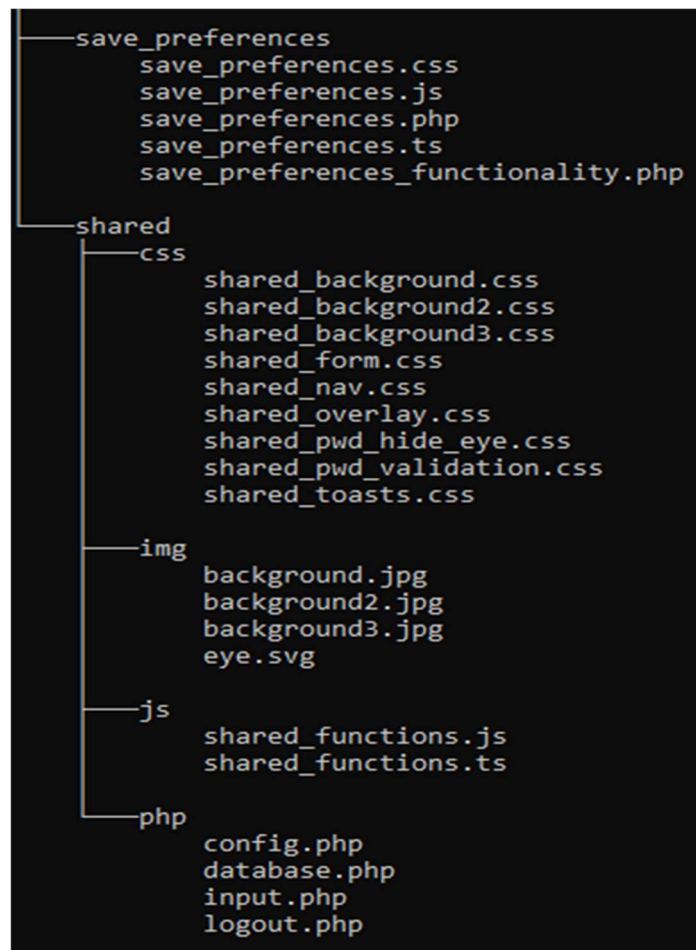 save_preferences
save_preferences.css
save_preferences.js
save_preferences.php
save_preferences.ts
save_preferences_functionality.php
shared
css
shared_background.css
shared_background2.css
shared_background3.css
shared_form.css
shared_nav.css
shared_overlay.css
shared_pwd_hide_eye.css
shared_pwd_validation.css
shared_toasts.css
img
background.jpg
background2.jpg
background3.jpg
eye.svg
js
shared_functions.js
shared_functions.ts
php
config.php
database.php
input.php
logout.php